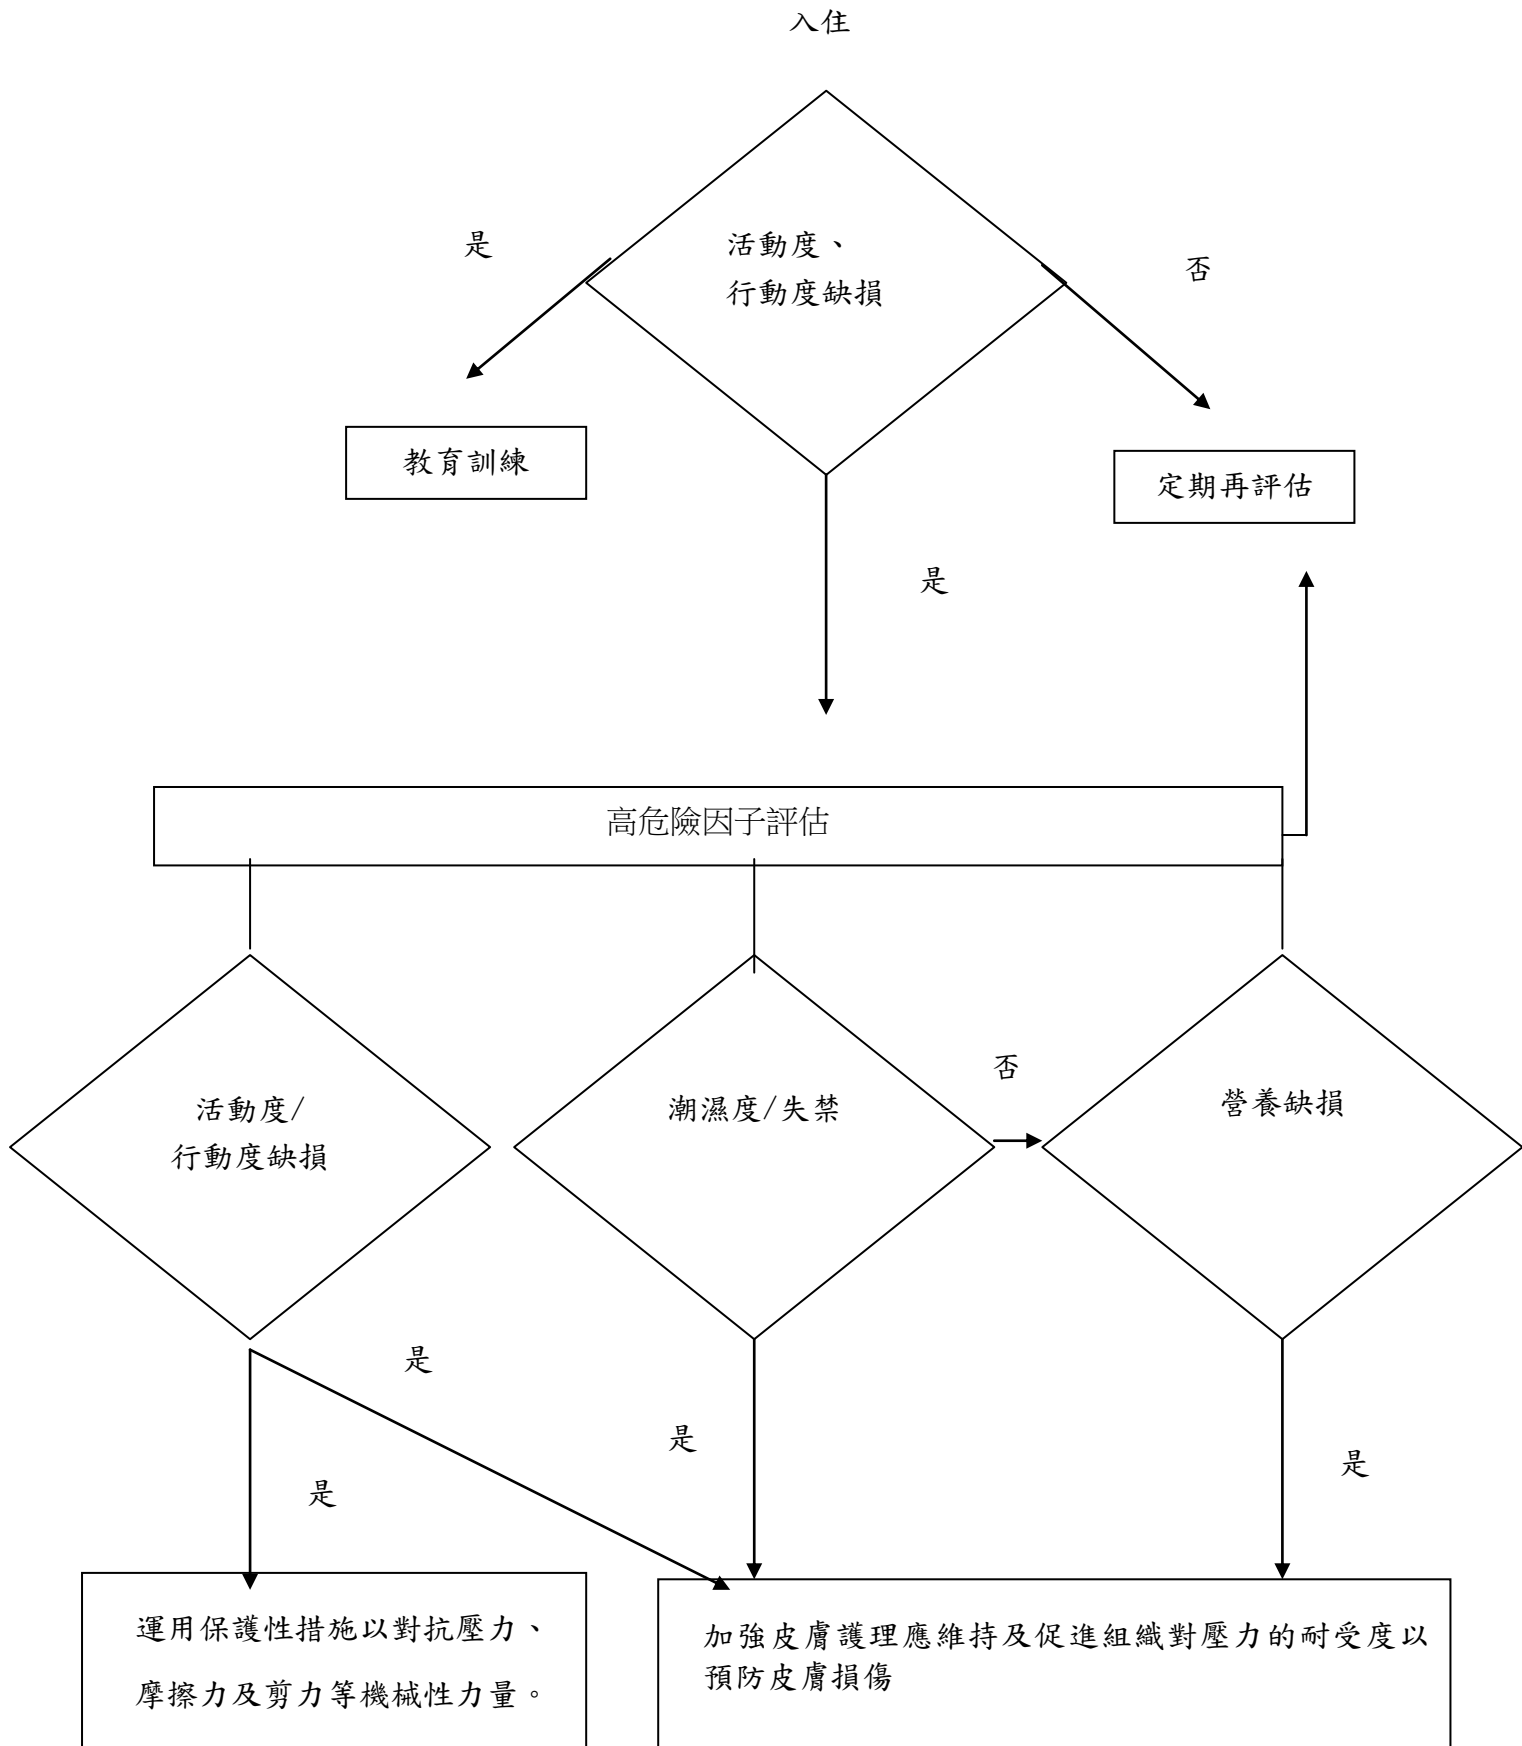 入住
活動度、
行動度缺損
是
否
教育訓練
定期再評估
是
高危險因子評估
活動度/
行動度缺損
潮濕度/失禁
否
營養缺損
是
是
是
是
運用保護性措施以對抗壓力、
摩擦力及剪力等機械性力量。
加強皮膚護理應維持及促進組織對壓力的耐受度以
預防皮膚損傷